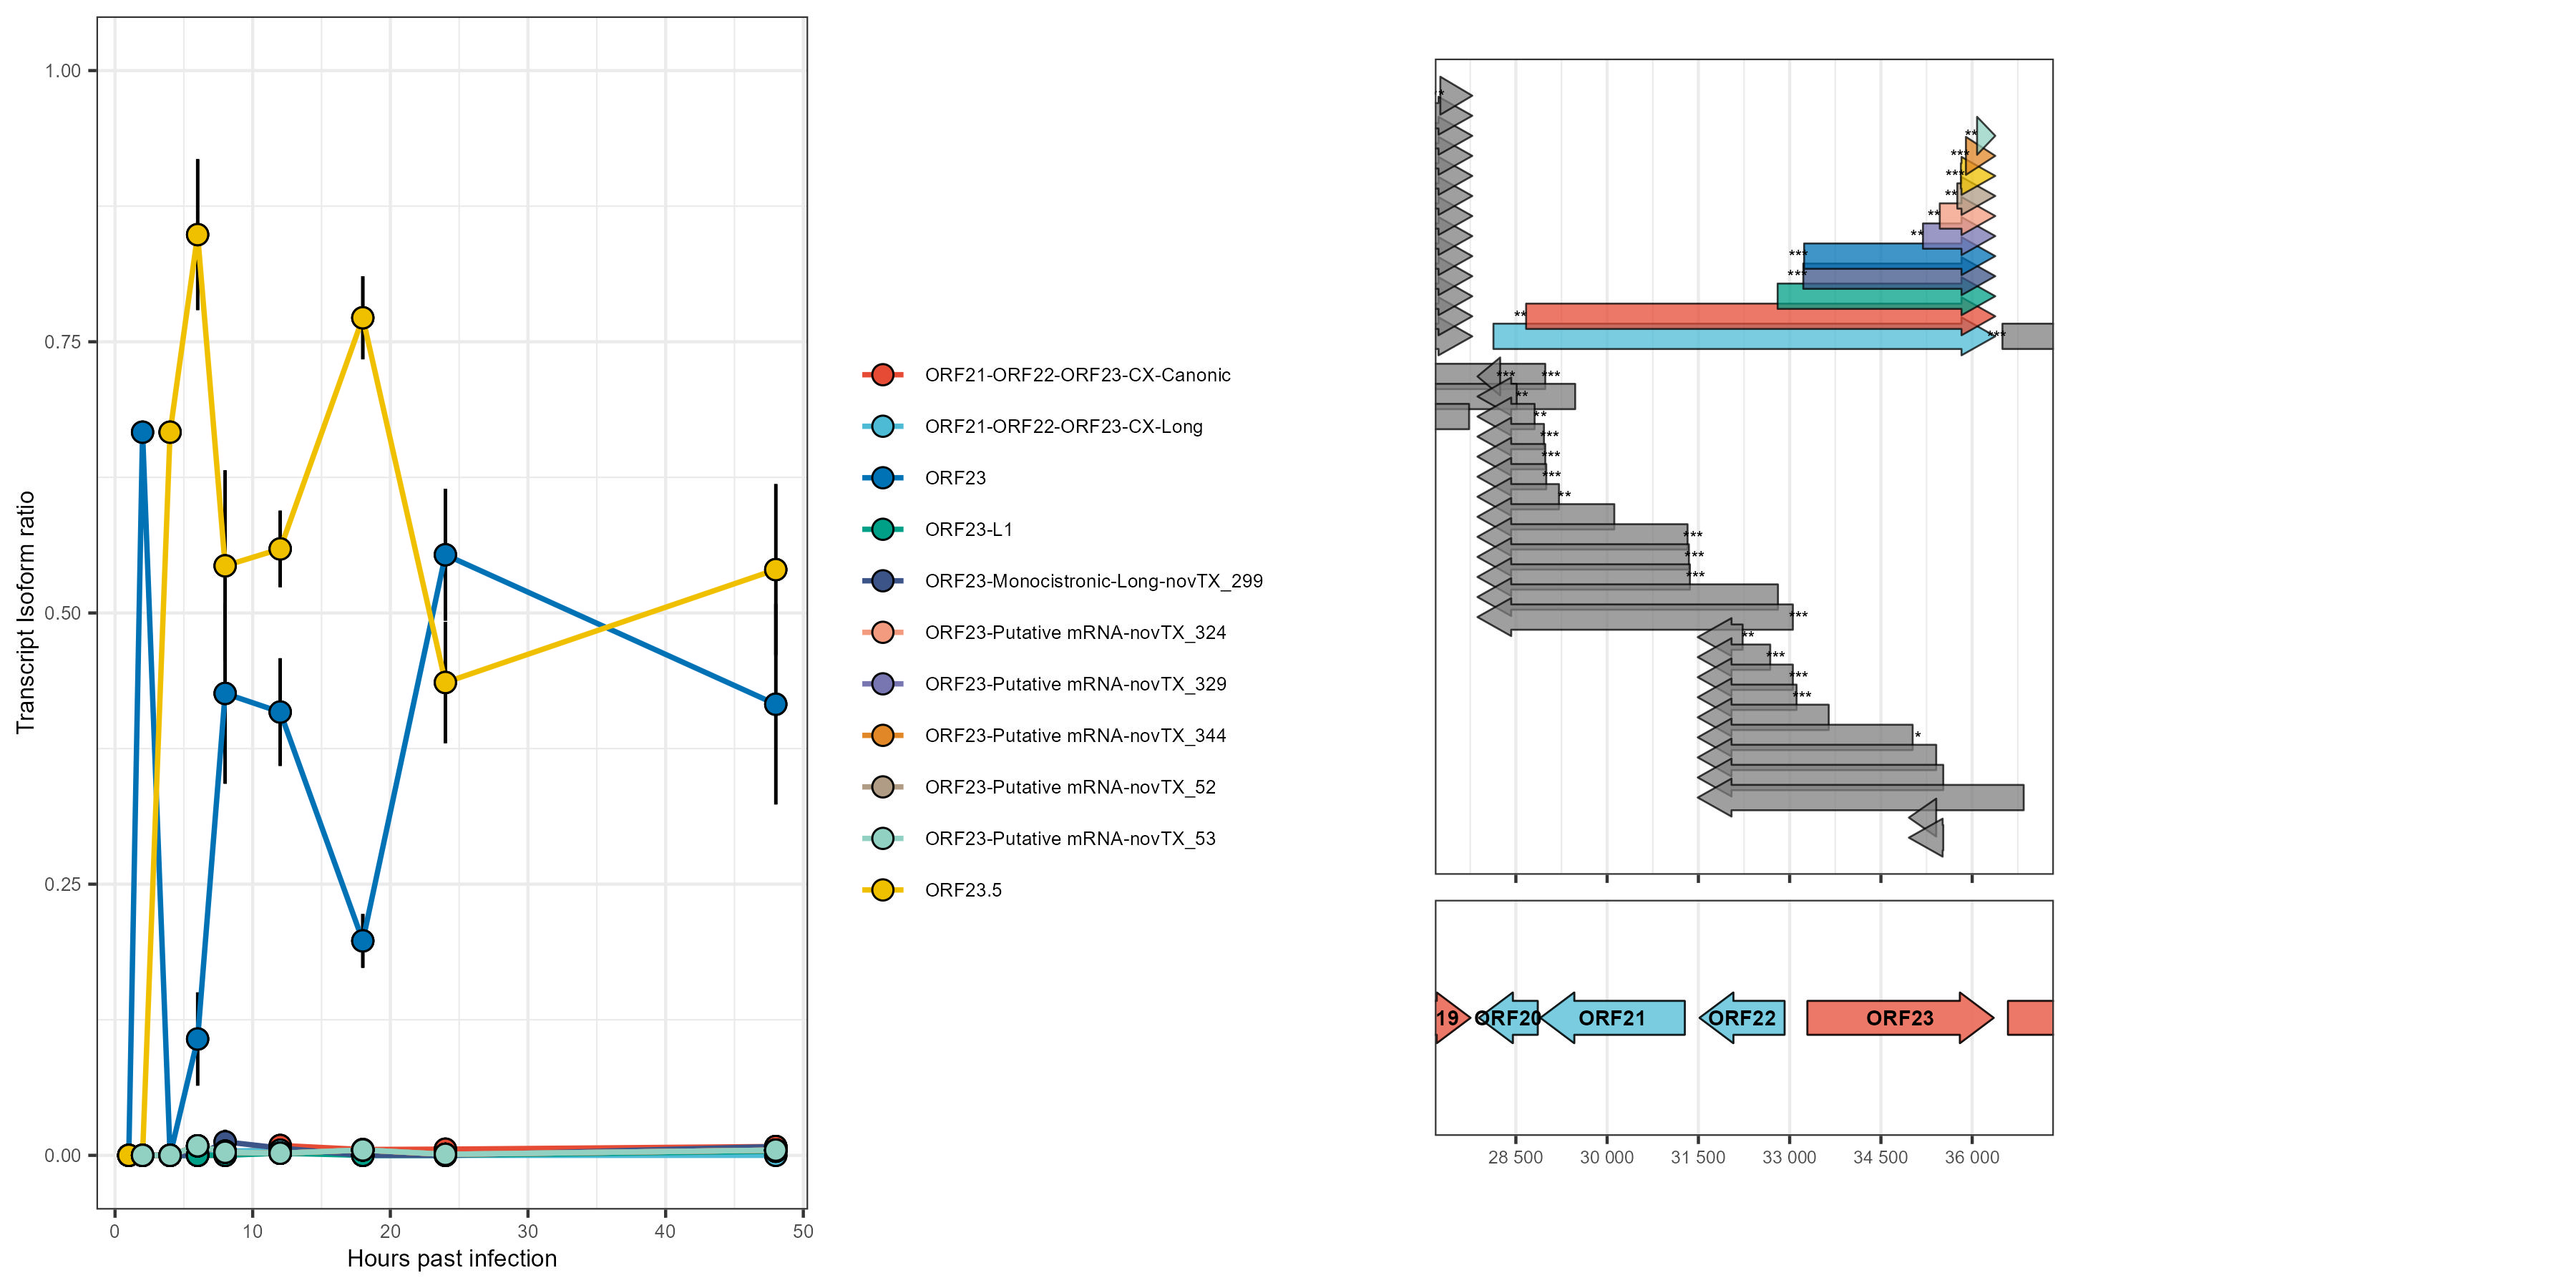 1.00
0.75
0.50
0.25
0.00
Transcript Isoform ratio
0 10 20 30 40 50
Hours past infection
ORF21-ORF22-ORF23-CX-Canonic
ORF21-ORF22-ORF23-CX-Long
ORF23
ORF23-L1
ORF23-Monocistronic-Long-novTX_299
ORF23-Putative mRNA-novTX_324
ORF23-Putative mRNA-novTX_329
ORF23-Putative mRNA-novTX_344
ORF23-Putative mRNA-novTX_52
ORF23-Putative mRNA-novTX_53
ORF23.5
**
***
***
**
**
**
***
***
**
***
*** ***
**
**
***
***
***
**
***
***
***
***
**
***
***
***
*
19 ORF20 ORF21 ORF22 ORF23
28 500 30 000 31 500 33 000 34 500 36 000